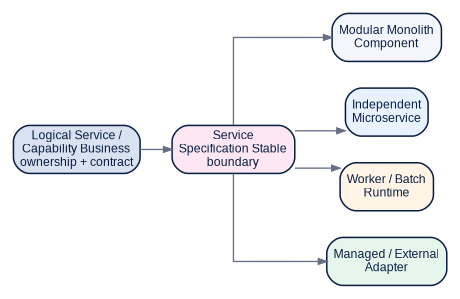 Logical Service /
Capability Business
ownership + contract
Service
Specification Stable
boundary
Modular Monolith
Component
Independent
Microservice
Worker / Batch
Runtime
Managed / External
Adapter